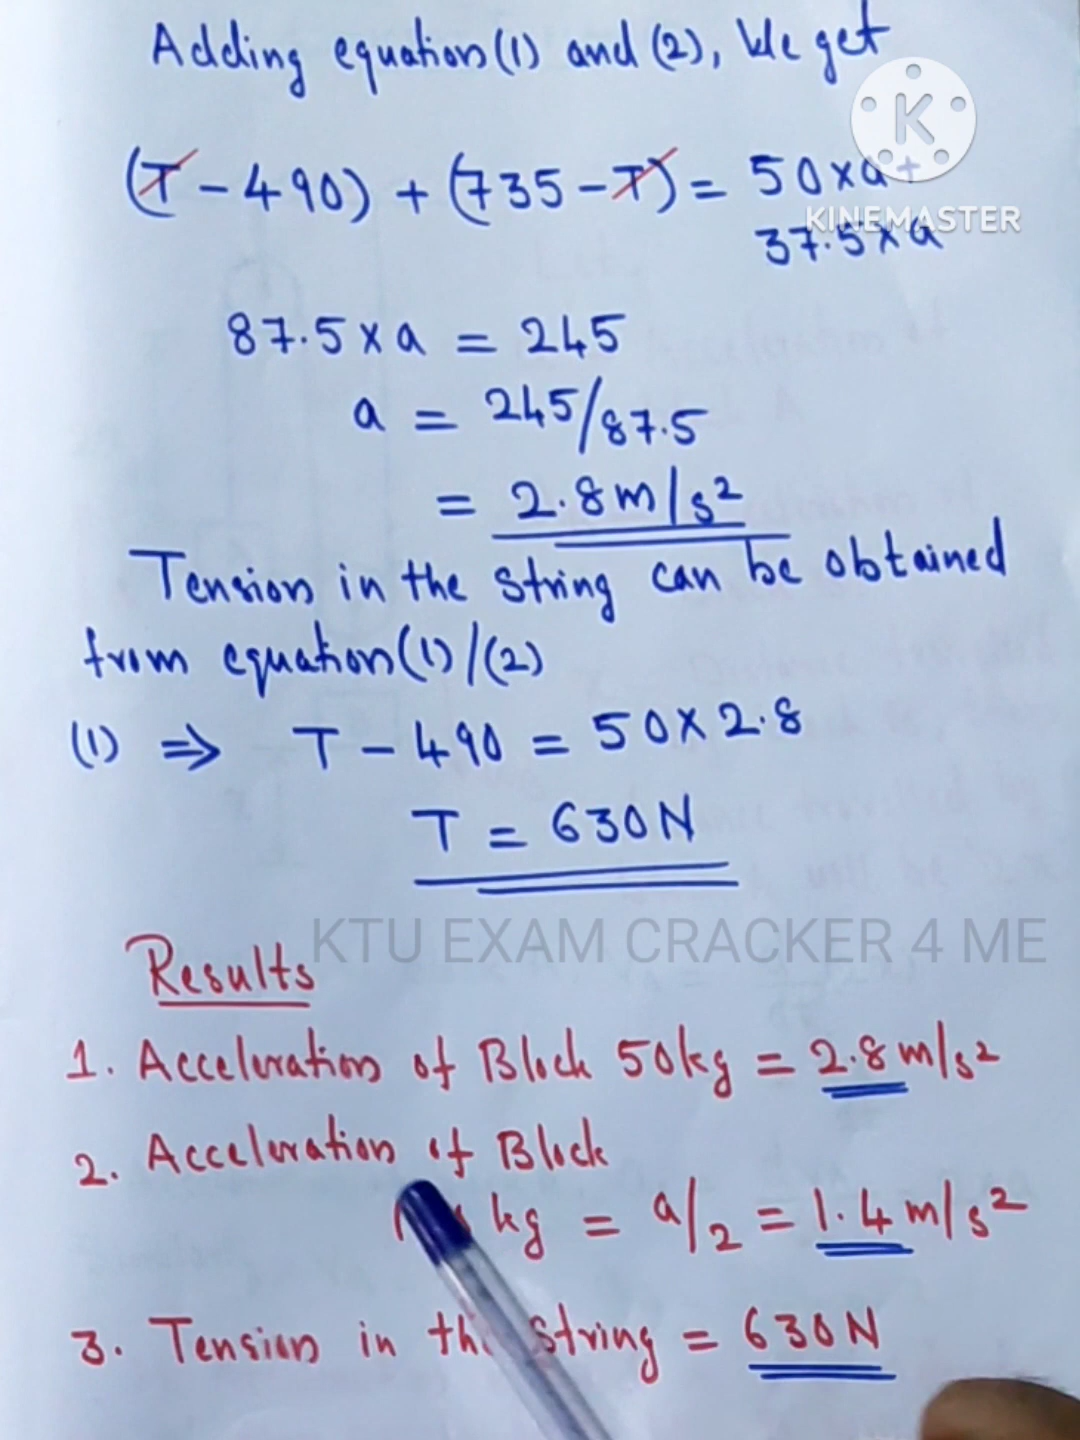 Adding equation(1) and (2), We get
K
(T - 490) + (735 - T) = 50 x a +
KINEMASTER
37.5 x a
87.5 x a = 245
a = 245/87.5
= 2.8 m/s²
Tension in the string can be obtained
from equation(1)/(2)
(1) ⇒ T - 490 = 50 x 2.8
T = 630N
KTU EXAM CRACKER 4 ME
Results
1. Acceleration of Block 50kg = 2.8 m/s²
2. Acceleration of Block
kg = a/2 = 1.4 m/s²
3. Tension in the string = 630N